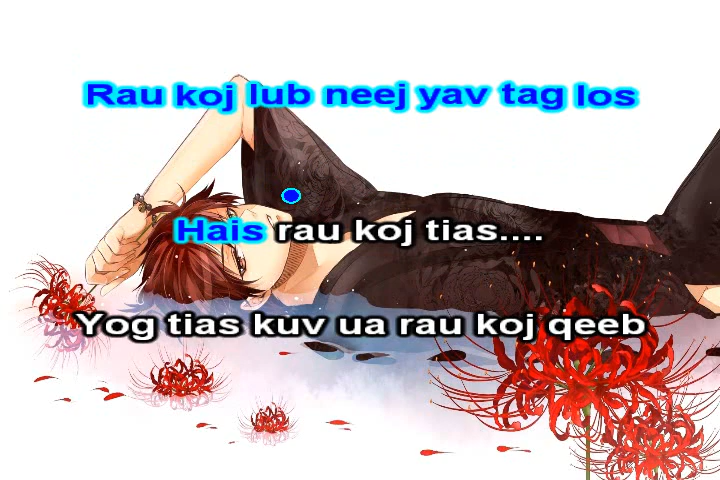 Rau koj lub neej yav tag los
Hais rau koj tias....
Yog tias kuv ua rau koj qeeb